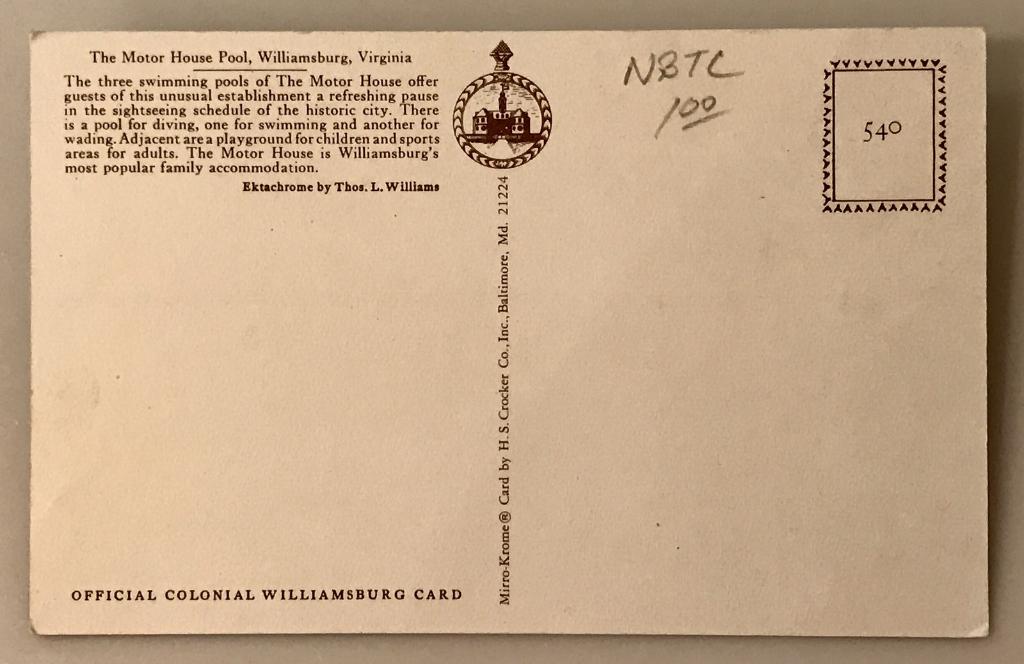 The Motor House Pool, Williamsburg, Virginia
The three swimming pools of The Motor House offer
guests of this unusual establishment a refreshing pause
in the sightseeing schedule of the historic city. There
is a pool for diving, one for swimming and another for
wading. Adjacent are a playground for children and sports
areas for adults. The Motor House is Williamsburg's
most popular family accommodation.
Ektachrome by Thos. L. Williams
OFFICIAL COLONIAL WILLIAMSBURG CARD
Mirro-Krome® Card by H. S. Crocker Co., Inc., Baltimore, Md. 21224
NBTC
100
540